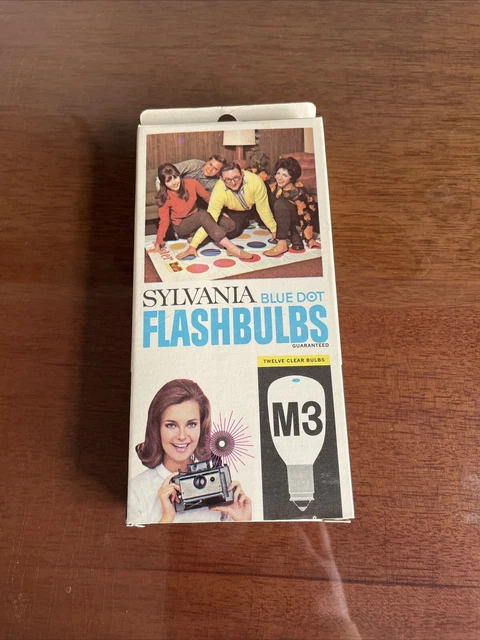 SYLVANIA BLUE DOT
FLASHBULBS
GUARANTEED
TWELVE CLEAR BULBS
M3